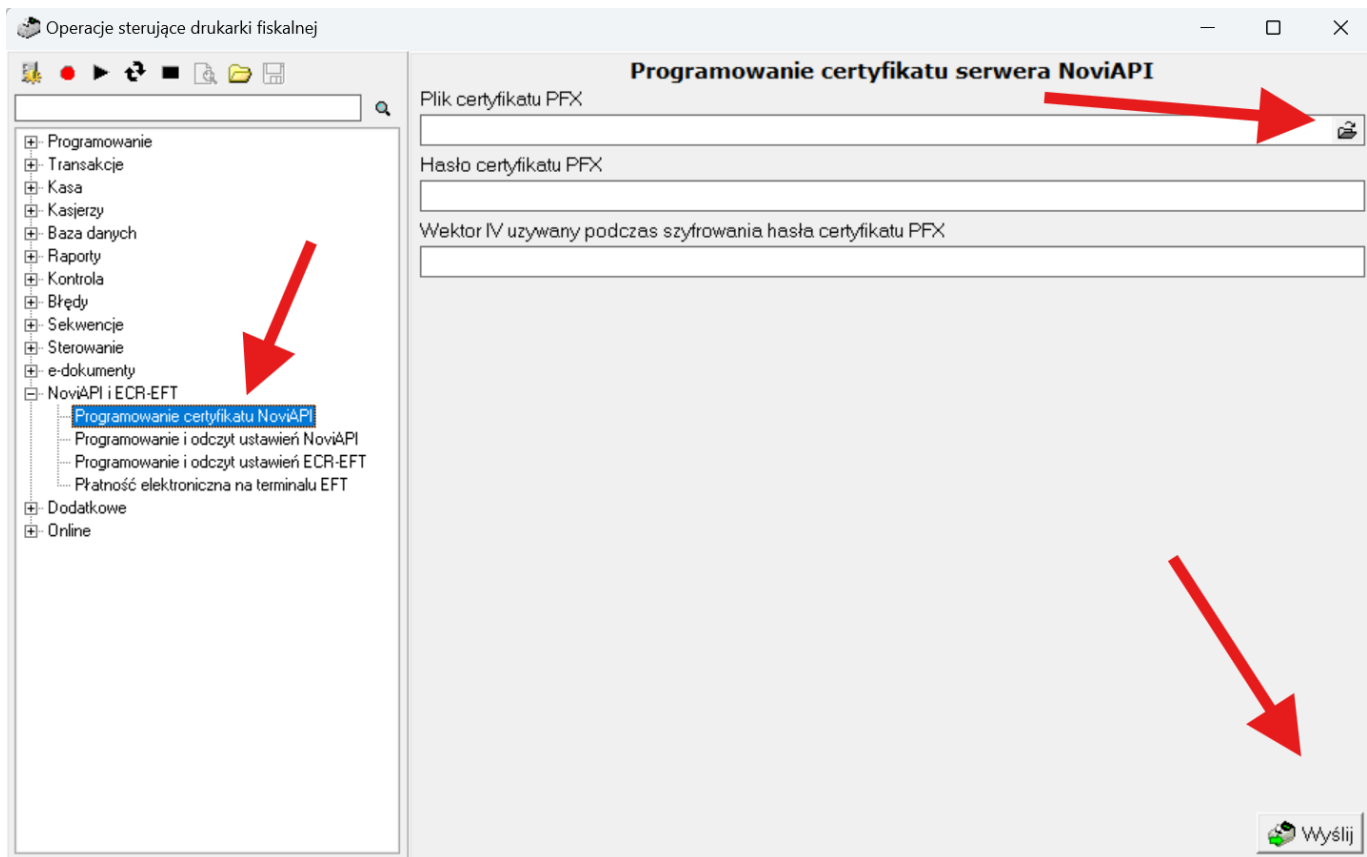 Operacje sterujące drukarki fiskalnej
Programowanie
Transakcje
Kasa
Kasjerzy
Baza danych
Raporty
Kontrola
Błędy
Sekwencje
Sterowanie
e-dokumenty
NoviAPI i ECR-EFT
Programowanie certyfikatu NoviAPI
Programowanie i odczyt ustawień NoviAPI
Programowanie i odczyt ustawień ECR-EFT
Płatność elektroniczna na terminalu EFT
Dodatkowe
Online
Programowanie certyfikatu serwera NoviAPI
Plik certyfikatu PFX
Hasło certyfikatu PFX
Wektor IV uzywany podczas szyfrowania hasła certyfikatu PFX
Wyślij